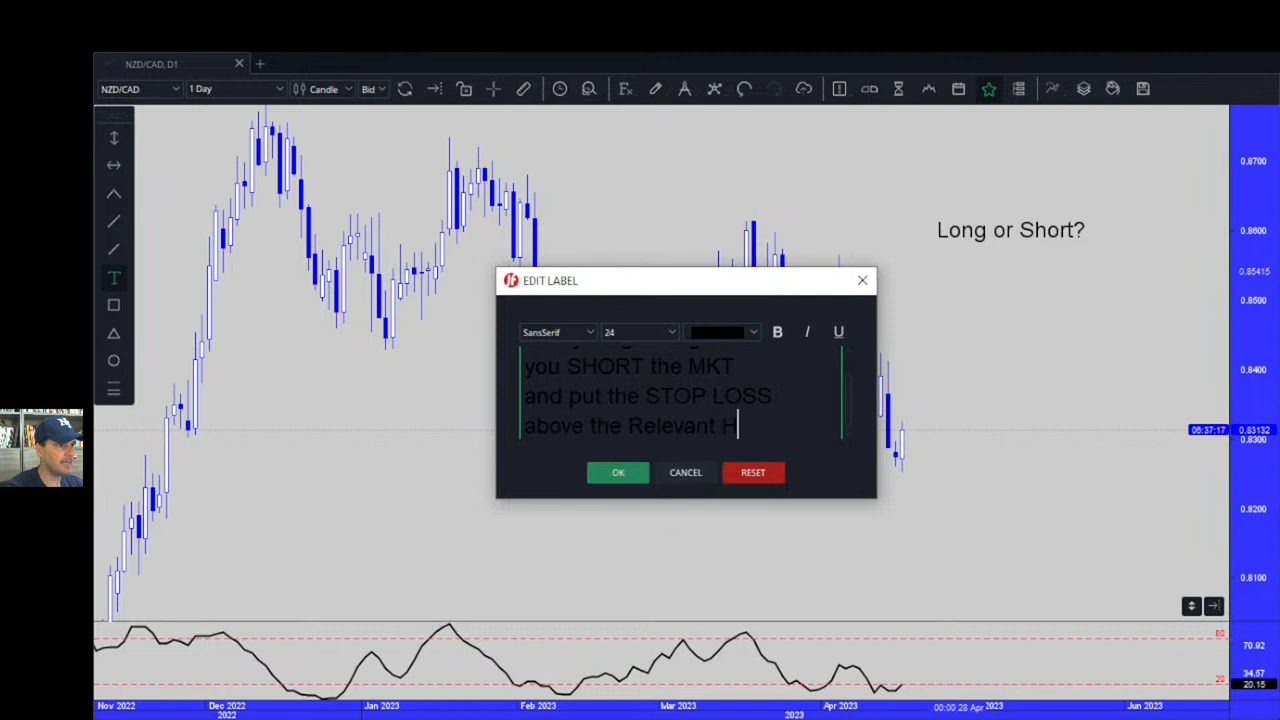 NZD/CAD, D1
NZD/CAD
1 Day
Candle
Bid
Long or Short?
EDIT LABEL
SansSerif
24
B
I
U
you SHORT the MKT
and put the STOP LOSS
above the Relevant H
OK
CANCEL
RESET
0.8700
0.8600
0.85415
0.8500
0.8400
06:37:17
0.83132
0.8300
0.8200
0.8100
80
70.92
34.57
20
20.15
Nov 2022
Dec 2022
Jan 2023
Feb 2023
Mar 2023
Apr 2023
00:00 28 Apr
2023
Jun 2023
2022
2023